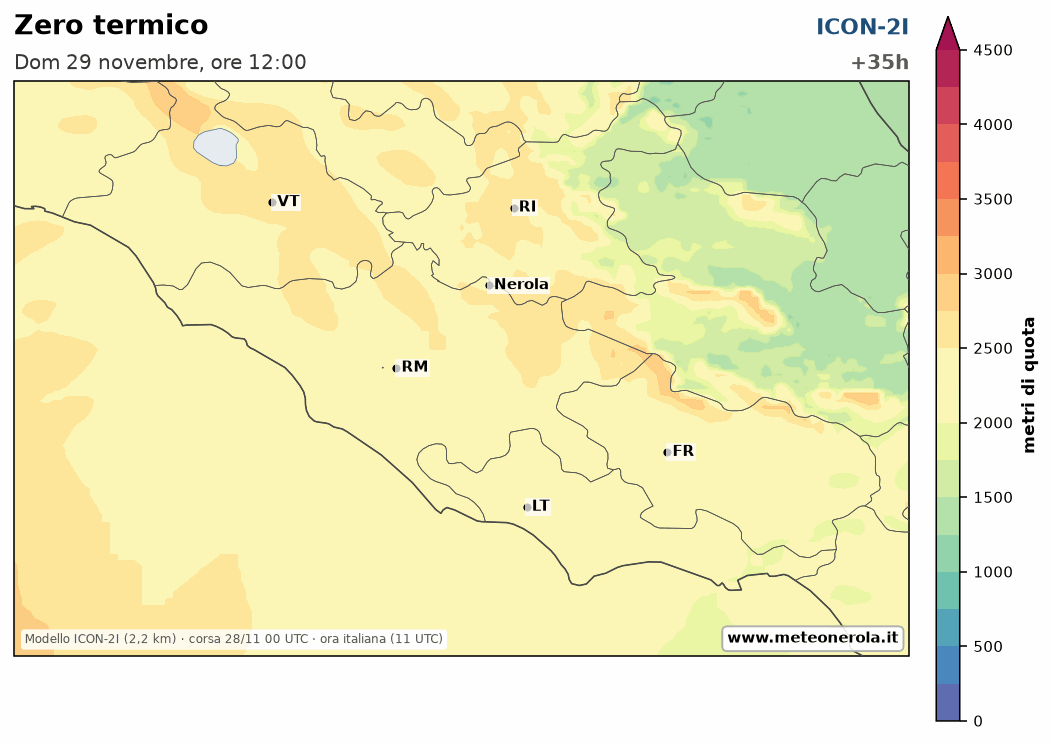 Zero termico
ICON-2I
Dom 29 novembre, ore 12:00
+35h
VT
RI
Nerola
RM
FR
LT
Modello ICON-2I (2,2 km) · corsa 28/11 00 UTC · ora italiana (11 UTC)
www.meteonerola.it
4500
4000
3500
3000
2500
2000
1500
1000
500
0
metri di quota